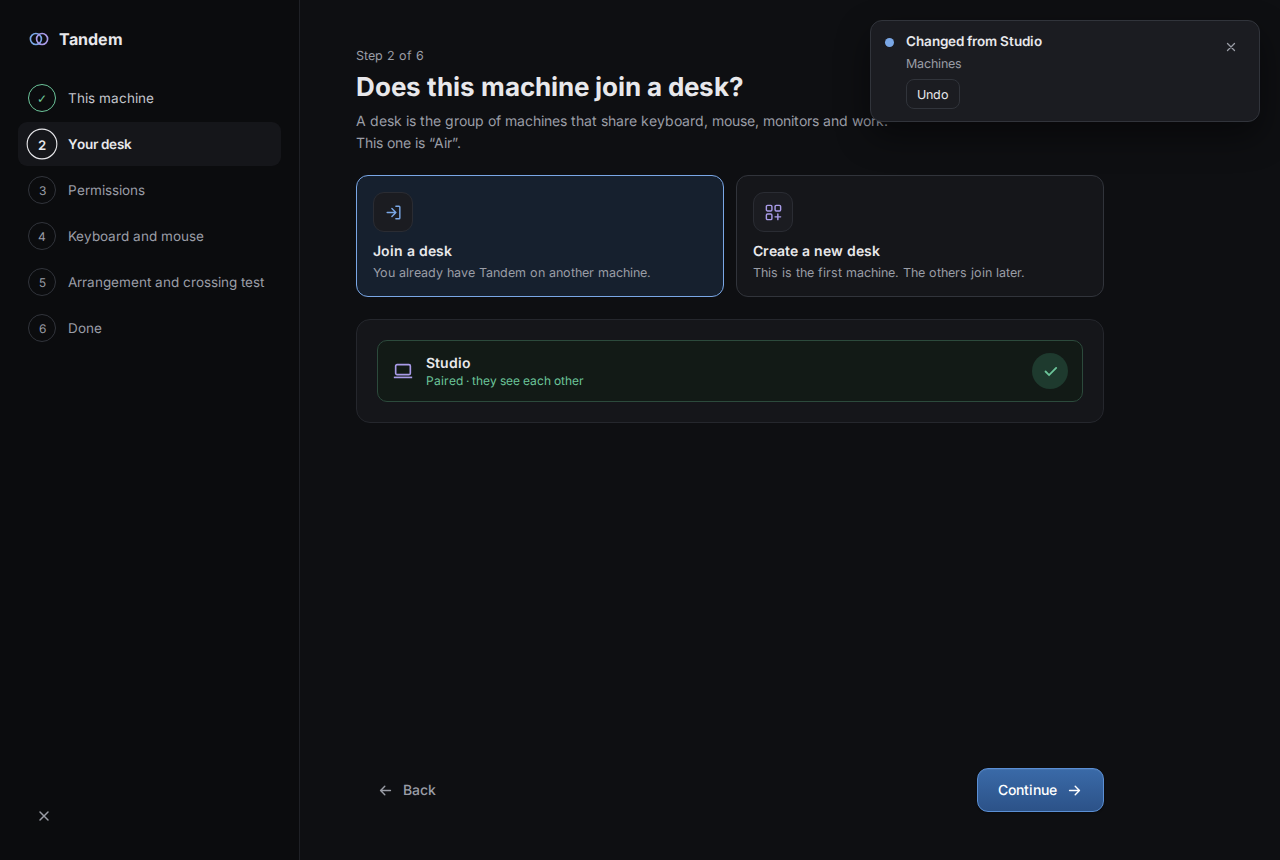 Tandem
✓ This machine
2 Your desk
3 Permissions
4 Keyboard and mouse
5 Arrangement and crossing test
6 Done
Step 2 of 6
Does this machine join a desk?
A desk is the group of machines that share keyboard, mouse, monitors and work.
This one is “Air”.
Join a desk
You already have Tandem on another machine.
Create a new desk
This is the first machine. The others join later.
Studio
Paired · they see each other
Back
Continue
Changed from Studio
Machines
Undo